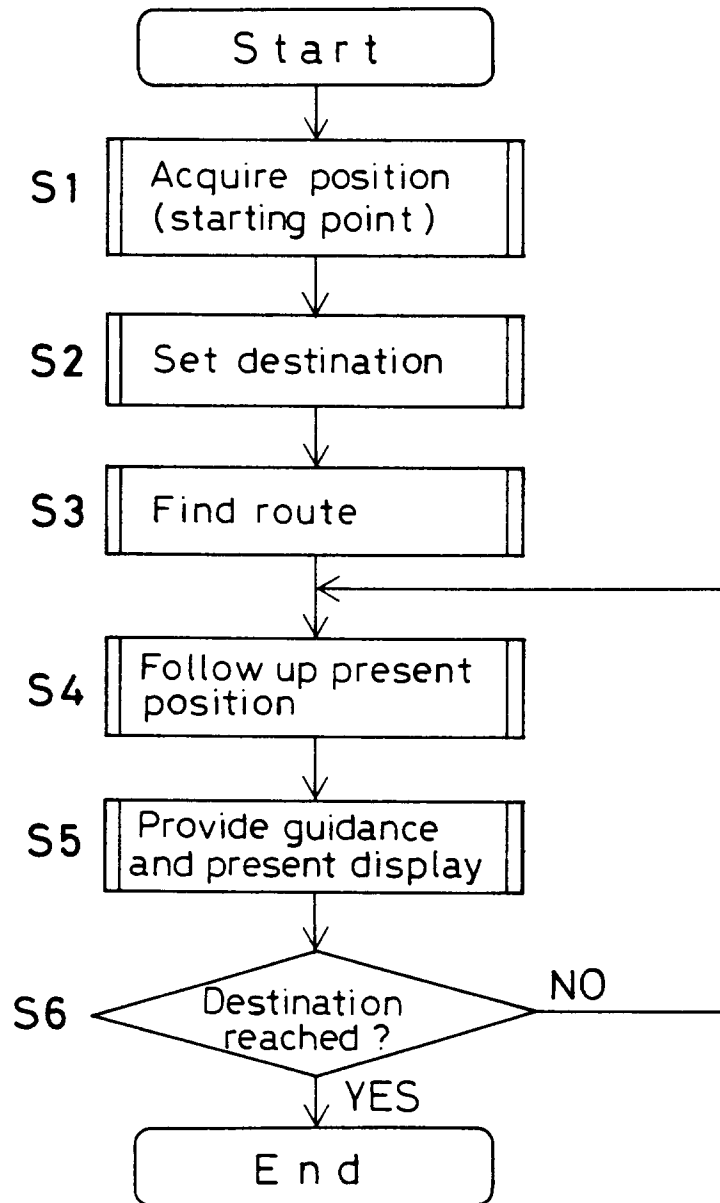 Start
S1
Acquire position
(starting point)
S2
Set destination
S3
Find route
S4
Follow up present
position
S5
Provide guidance
and present display
S6
Destination
reached ?
NO
YES
End